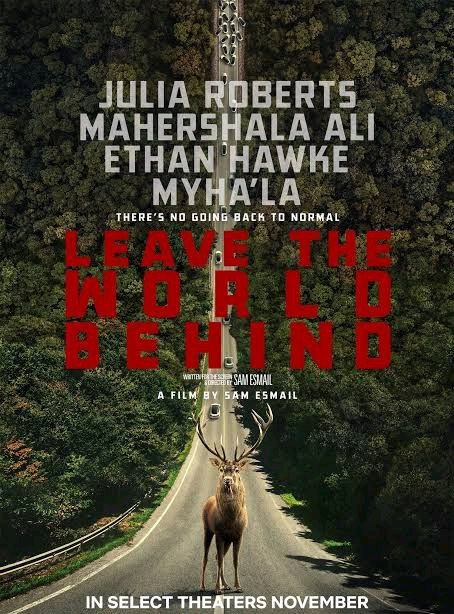 JULIA ROBERTS
MAHERSHALA ALI
ETHAN HAWKE
MYHA'LA
THERE'S NO GOING BACK TO NORMAL
LEAVE THE
WORLD
BEHIND
WRITTEN FOR THE SCREEN
& DIRECTED BY SAM ESMAIL
A FILM BY SAM ESMAIL
IN SELECT THEATERS NOVEMBER